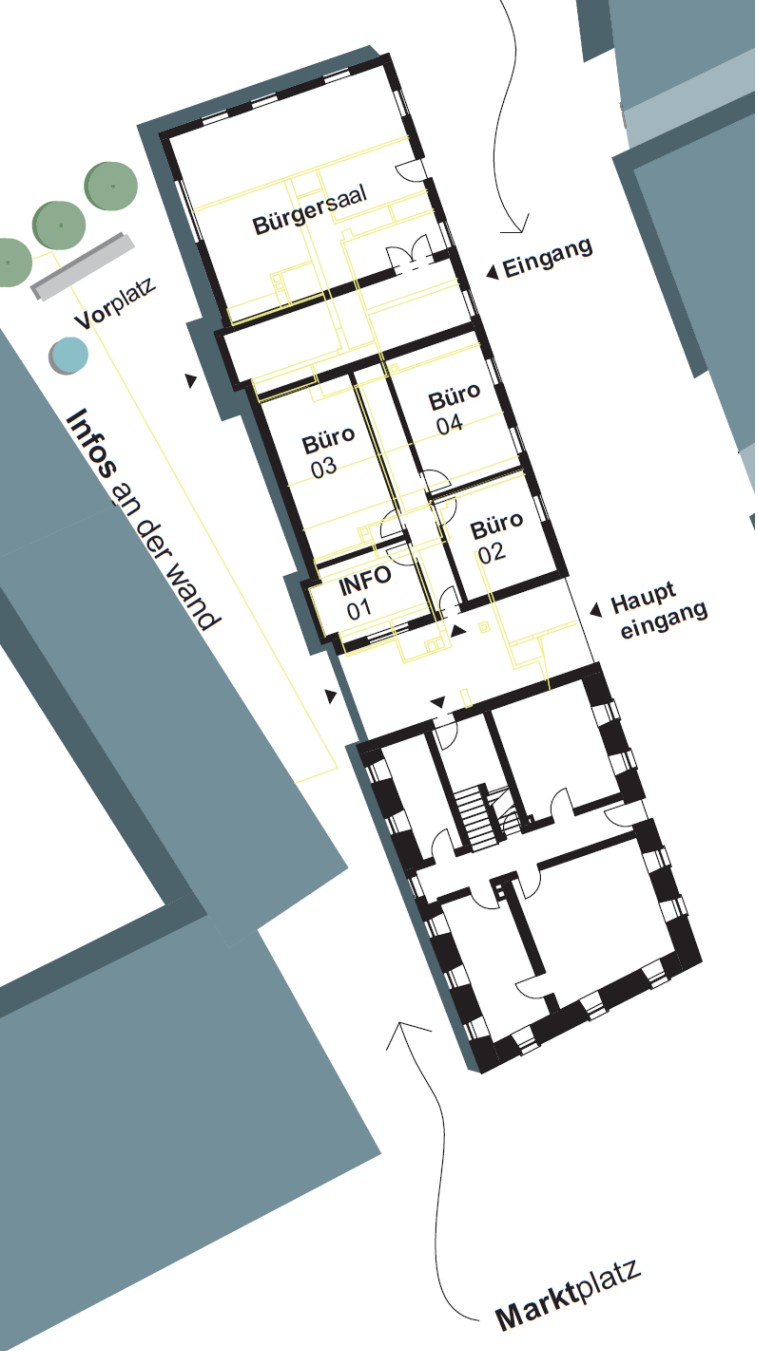 Bürgersaal
Eingang
Vorplatz
Infos an der wand
Büro
03
Büro
04
Büro
02
INFO
01
Haupt
eingang
Marktplatz